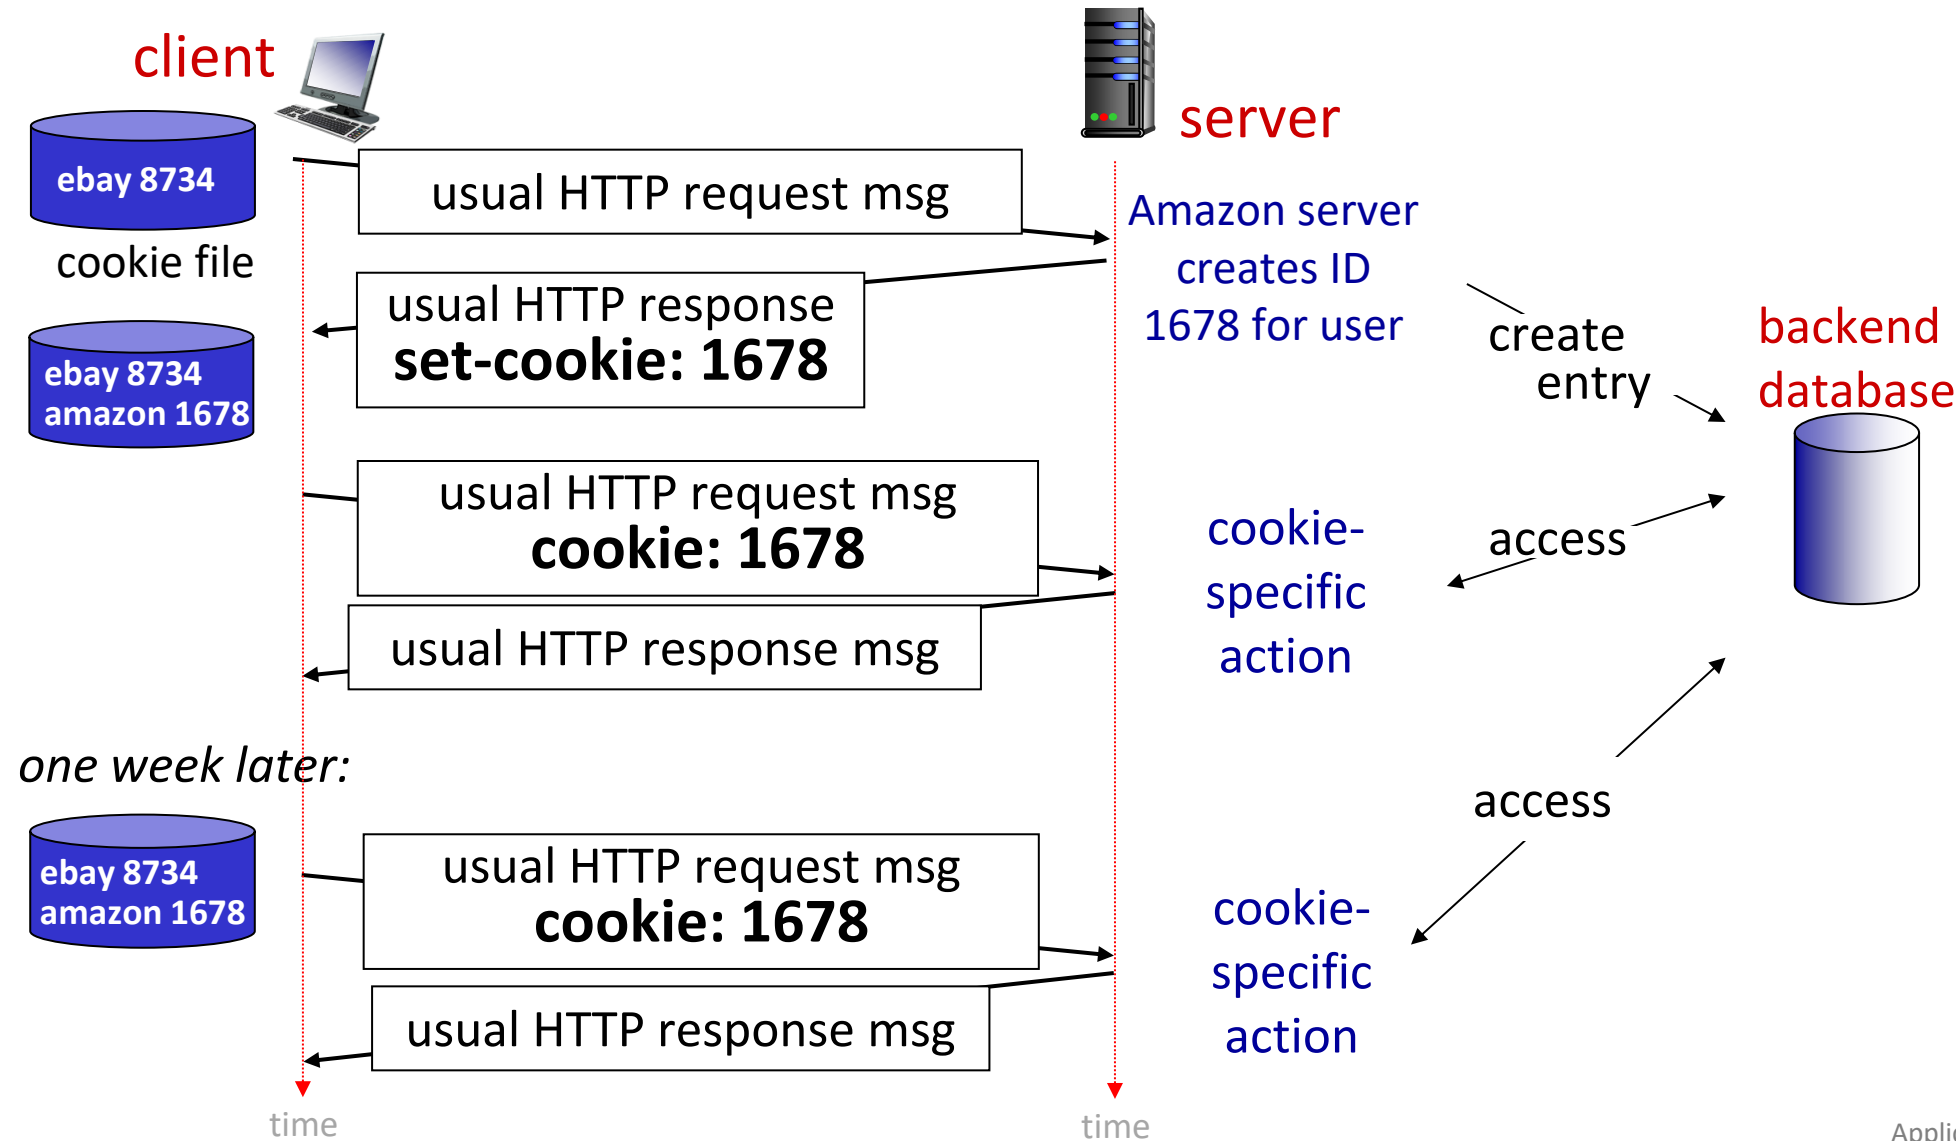 client
server
ebay 8734
cookie file
usual HTTP request msg
Amazon server
creates ID
1678 for user
usual HTTP response
set-cookie: 1678
create
entry
backend
database
ebay 8734
amazon 1678
usual HTTP request msg
cookie: 1678
cookie-
specific
action
access
usual HTTP response msg
one week later:
access
ebay 8734
amazon 1678
usual HTTP request msg
cookie: 1678
cookie-
specific
action
usual HTTP response msg
time
time